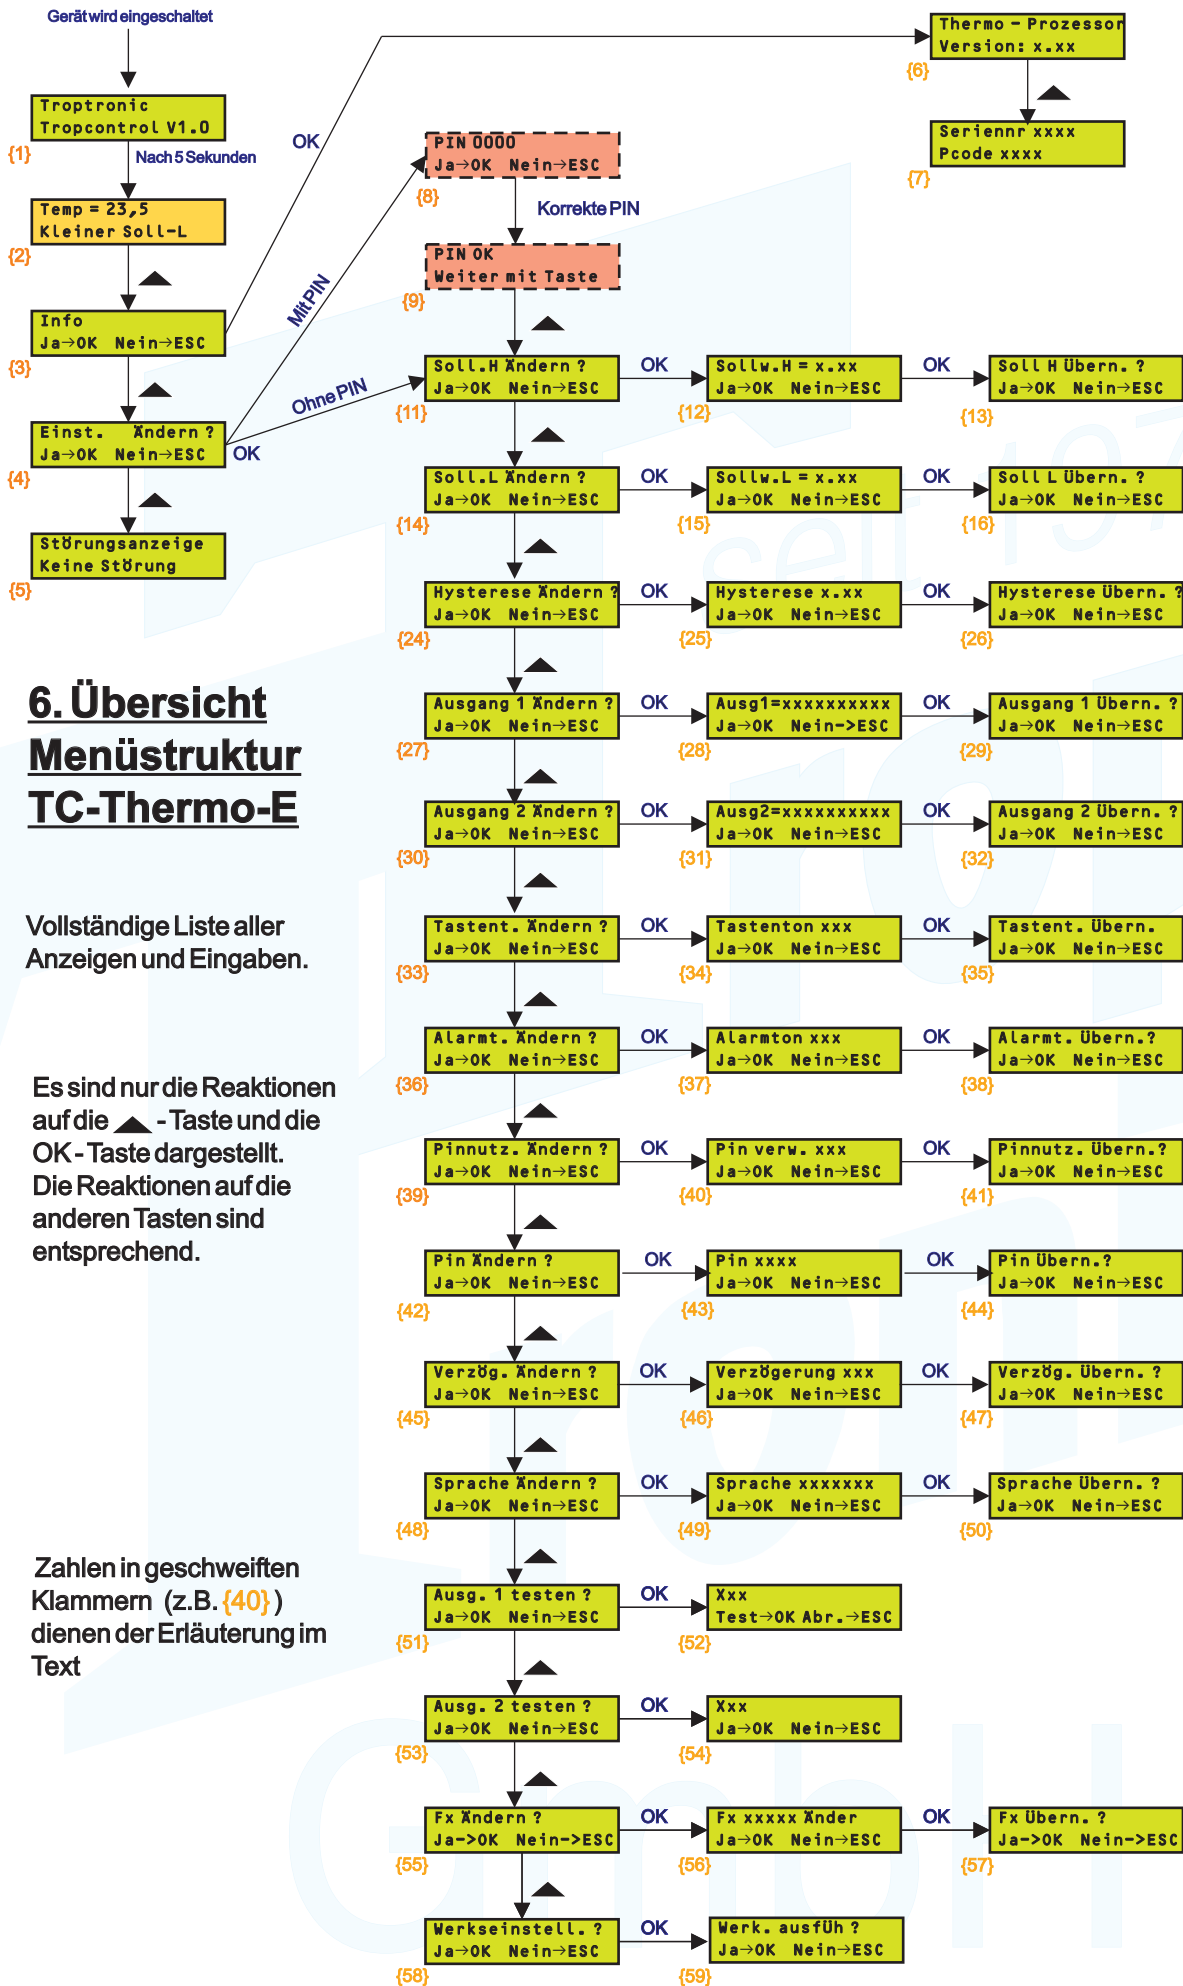 Gerät wird eingeschaltet
Troptronic
Tropcontrol V1.0
{1}
Nach 5 Sekunden
Temp = 23,5
Kleiner Soll-L
{2}
Info
Ja→OK Nein→ESC
{3}
Einst. Ändern ?
Ja→OK Nein→ESC
{4}
OK
Störungsanzeige
Keine Störung
{5}
OK
Thermo - Prozessor
Version: x.xx
{6}
Seriennr xxxx
Pcode xxxx
{7}
Mit PIN
PIN 0000
Ja→OK Nein→ESC
{8}
Korrekte PIN
PIN OK
Weiter mit Taste
{9}
Ohne PIN
Soll.H Ändern ?
Ja→OK Nein→ESC
{11}
OK
Sollw.H = x.xx
Ja→OK Nein→ESC
{12}
OK
Soll H Übern. ?
Ja→OK Nein→ESC
{13}
Soll.L Ändern ?
Ja→OK Nein→ESC
{14}
OK
Sollw.L = x.xx
Ja→OK Nein→ESC
{15}
OK
Soll L Übern. ?
Ja→OK Nein→ESC
{16}
Hysterese Ändern ?
Ja→OK Nein→ESC
{24}
OK
Hysterese x.xx
Ja→OK Nein→ESC
{25}
OK
Hysterese Übern. ?
Ja→OK Nein→ESC
{26}
6. Übersicht
Menüstruktur
TC-Thermo-E
Ausgang 1 Ändern ?
Ja→OK Nein→ESC
{27}
OK
Ausg1=xxxxxxxxxx
Ja→OK Nein->ESC
{28}
OK
Ausgang 1 Übern. ?
Ja→OK Nein→ESC
{29}
Ausgang 2 Ändern ?
Ja→OK Nein→ESC
{30}
OK
Ausg2=xxxxxxxxxx
Ja→OK Nein→ESC
{31}
OK
Ausgang 2 Übern. ?
Ja→OK Nein→ESC
{32}
Vollständige Liste aller
Anzeigen und Eingaben.
Tastent. Ändern ?
Ja→OK Nein→ESC
{33}
OK
Tastenton xxx
Ja→OK Nein→ESC
{34}
OK
Tastent. Übern.
Ja→OK Nein→ESC
{35}
Alarmt. Ändern ?
Ja→OK Nein→ESC
{36}
OK
Alarmton xxx
Ja→OK Nein→ESC
{37}
OK
Alarmt. Übern.?
Ja→OK Nein→ESC
{38}
Es sind nur die Reaktionen
auf die ▲ - Taste und die
OK - Taste dargestellt.
Die Reaktionen auf die
anderen Tasten sind
entsprechend.
Pinnutz. Ändern ?
Ja→OK Nein→ESC
{39}
OK
Pin verw. xxx
Ja→OK Nein→ESC
{40}
OK
Pinnutz. Übern.?
Ja→OK Nein→ESC
{41}
Pin Ändern ?
Ja→OK Nein→ESC
{42}
OK
Pin xxxx
Ja→OK Nein→ESC
{43}
OK
Pin Übern.?
Ja→OK Nein→ESC
{44}
Verzög. Ändern ?
Ja→OK Nein→ESC
{45}
OK
Verzögerung xxx
Ja→OK Nein→ESC
{46}
OK
Verzög. Übern. ?
Ja→OK Nein→ESC
{47}
Sprache Ändern ?
Ja→OK Nein→ESC
{48}
OK
Sprache xxxxxxx
Ja→OK Nein→ESC
{49}
OK
Sprache Übern. ?
Ja→OK Nein→ESC
{50}
Zahlen in geschweiften
Klammern (z.B. {40} )
dienen der Erläuterung im
Text
Ausg. 1 testen ?
Ja→OK Nein→ESC
{51}
OK
Xxx
Test→OK Abr.→ESC
{52}
Ausg. 2 testen ?
Ja→OK Nein→ESC
{53}
OK
Xxx
Ja→OK Nein→ESC
{54}
Fx Ändern ?
Ja->OK Nein->ESC
{55}
OK
Fx xxxxx Änder
Ja→OK Nein→ESC
{56}
OK
Fx Übern. ?
Ja->OK Nein->ESC
{57}
Werkseinstell. ?
Ja→OK Nein→ESC
{58}
OK
Werk. ausfÜh ?
Ja→OK Nein→ESC
{59}
seit 197
GmbH